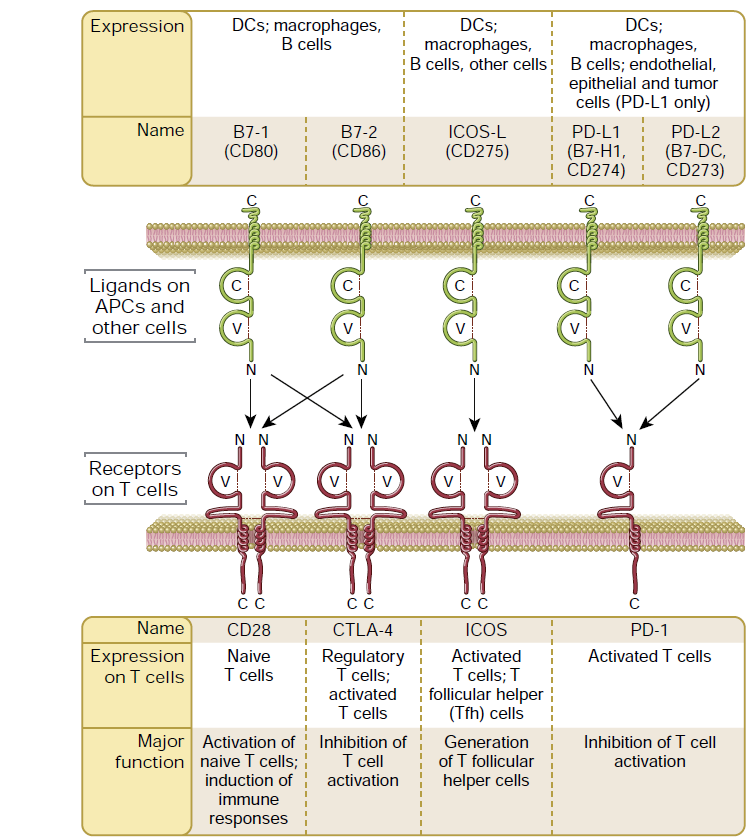 Expression
DCs; macrophages,
B cells
DCs;
macrophages,
B cells, other cells
DCs;
macrophages,
B cells; endothelial,
epithelial and tumor
cells (PD-L1 only)
Name
B7-1
(CD80)
B7-2
(CD86)
ICOS-L
(CD275)
PD-L1
(B7-H1,
CD274)
PD-L2
(B7-DC,
CD273)
C C C C C
Ligands on
APCs and
other cells
C C C C C
V V V V V
N N N N N
N N N N N N N
Receptors
on T cells
V V V V V V V
C C C C C C C
Name
CD28
CTLA-4
ICOS
PD-1
Expression
on T cells
Naive
T cells
Regulatory
T cells;
activated
T cells
Activated
T cells; T
follicular helper
(Tfh) cells
Activated T cells
Major
function
Activation of
naive T cells;
induction of
immune
responses
Inhibition of
T cell
activation
Generation
of T follicular
helper cells
Inhibition of T cell
activation